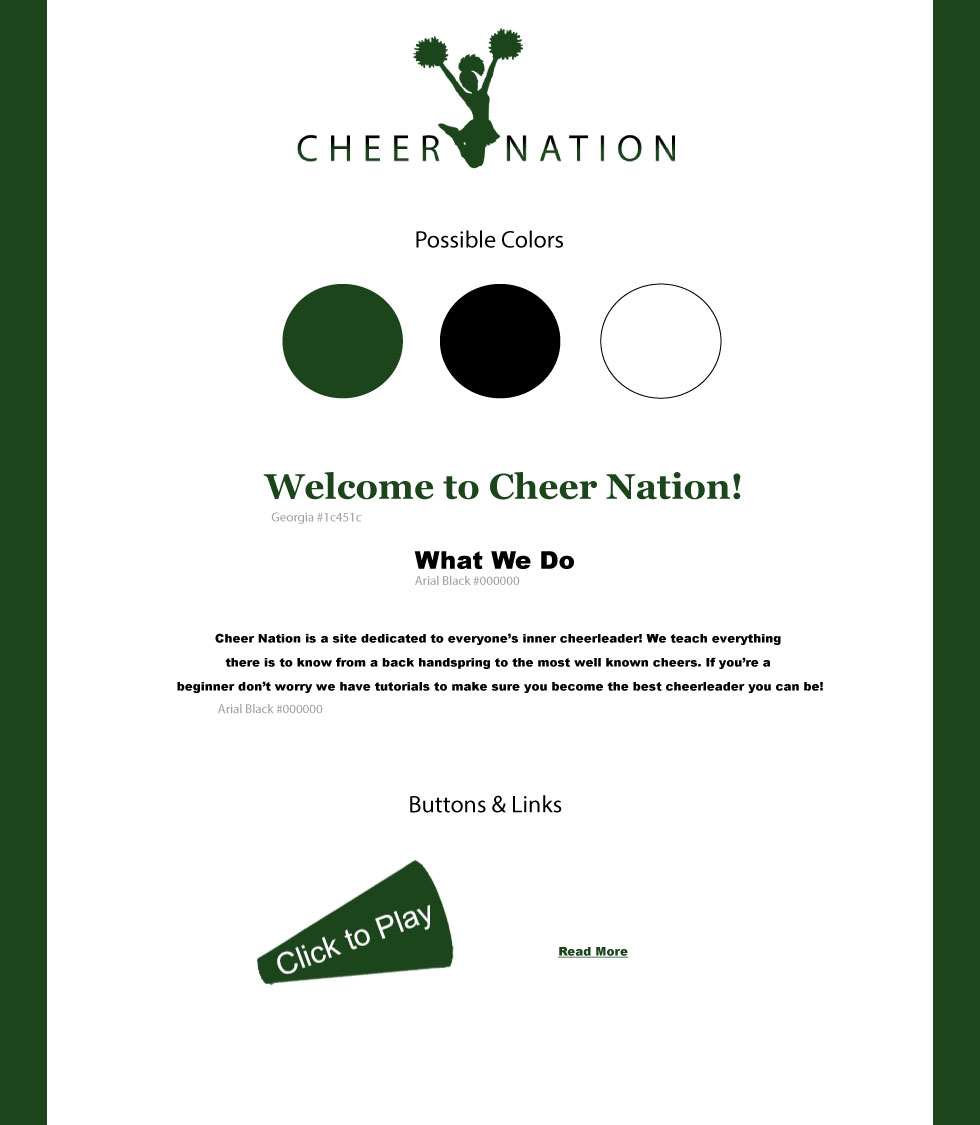 CHEER NATION
Possible Colors
Welcome to Cheer Nation!
Georgia #1c451c
What We Do
Arial Black #000000
Cheer Nation is a site dedicated to everyone’s inner cheerleader! We teach everything
there is to know from a back handspring to the most well known cheers. If you’re a
beginner don’t worry we have tutorials to make sure you become the best cheerleader you can be!
Arial Black #000000
Buttons & Links
Click to Play
Read More